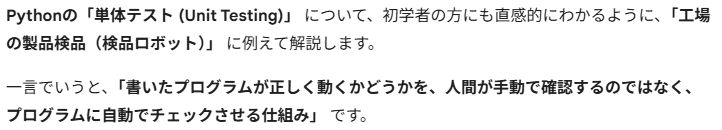 Pythonの「単体テスト (Unit Testing)」 について、初学者の方にも直感的にわかるように、「工場
の製品検品（検品ロボット）」 に例えて解説します。
一言でいうと、「書いたプログラムが正しく動くかどうかを、人間が手動で確認するのではなく、
プログラムに自動でチェックさせる仕組み」 です。